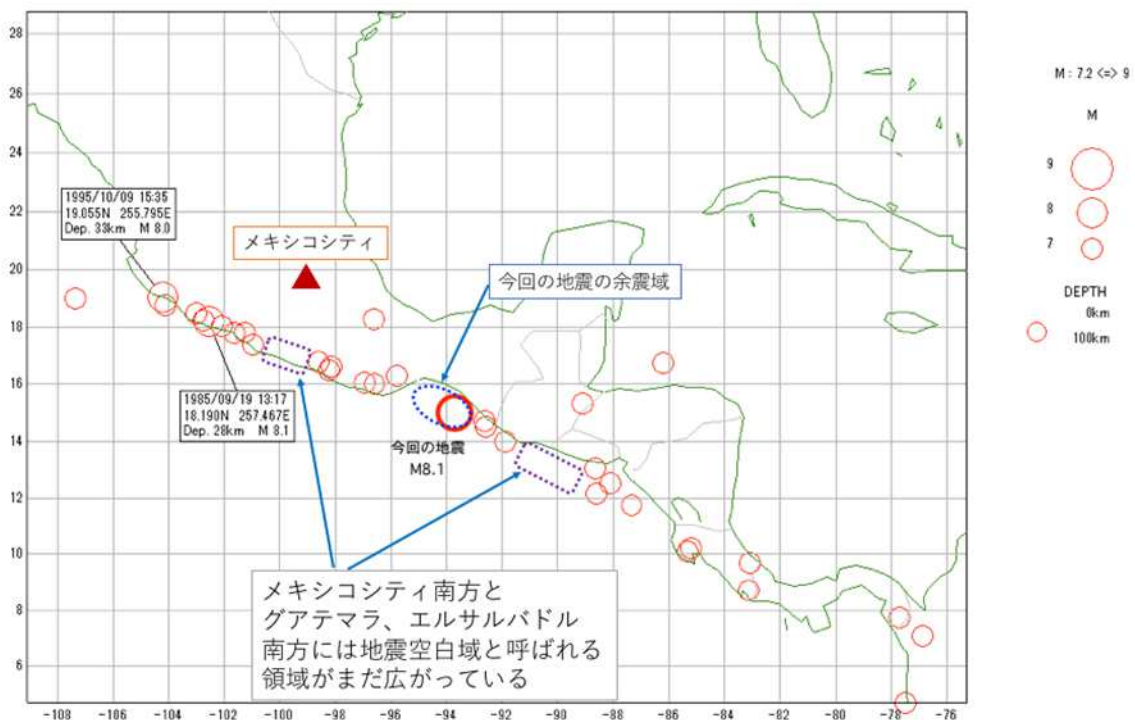 28
26
24
22
20
18
16
14
12
10
8
6
-108
-106
-104
-102
-100
-98
-96
-94
-92
-90
-88
-86
-84
-82
-80
-78
-76
1995/10/09 15:35
19.055N 255.795E
Dep. 33km M 8.0
メキシコシティ
今回の地震の余震域
1985/09/19 13:17
18.190N 257.467E
Dep. 28km M 8.1
今回の地震
M8.1
メキシコシティ南方と
グアテマラ、エルサルバドル
南方には地震空白域と呼ばれる
領域がまだ広がっている
M : 7.2 <=> 9
M
9
8
7
DEPTH
0km
100km